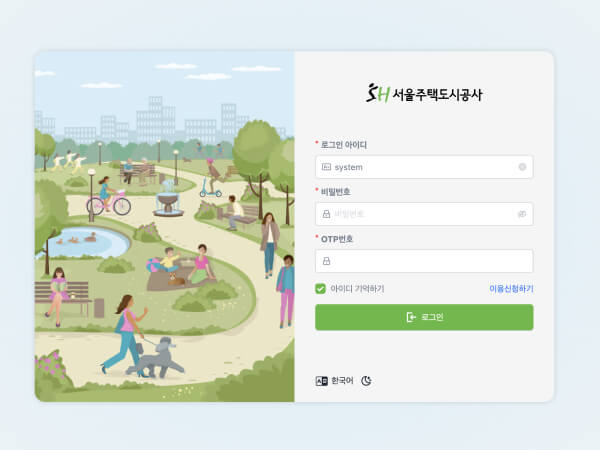 SH 서울주택도시공사
* 로그인 아이디
system
* 비밀번호
비밀번호
* OTP번호
아이디 기억하기
이용신청하기
로그인
한국어